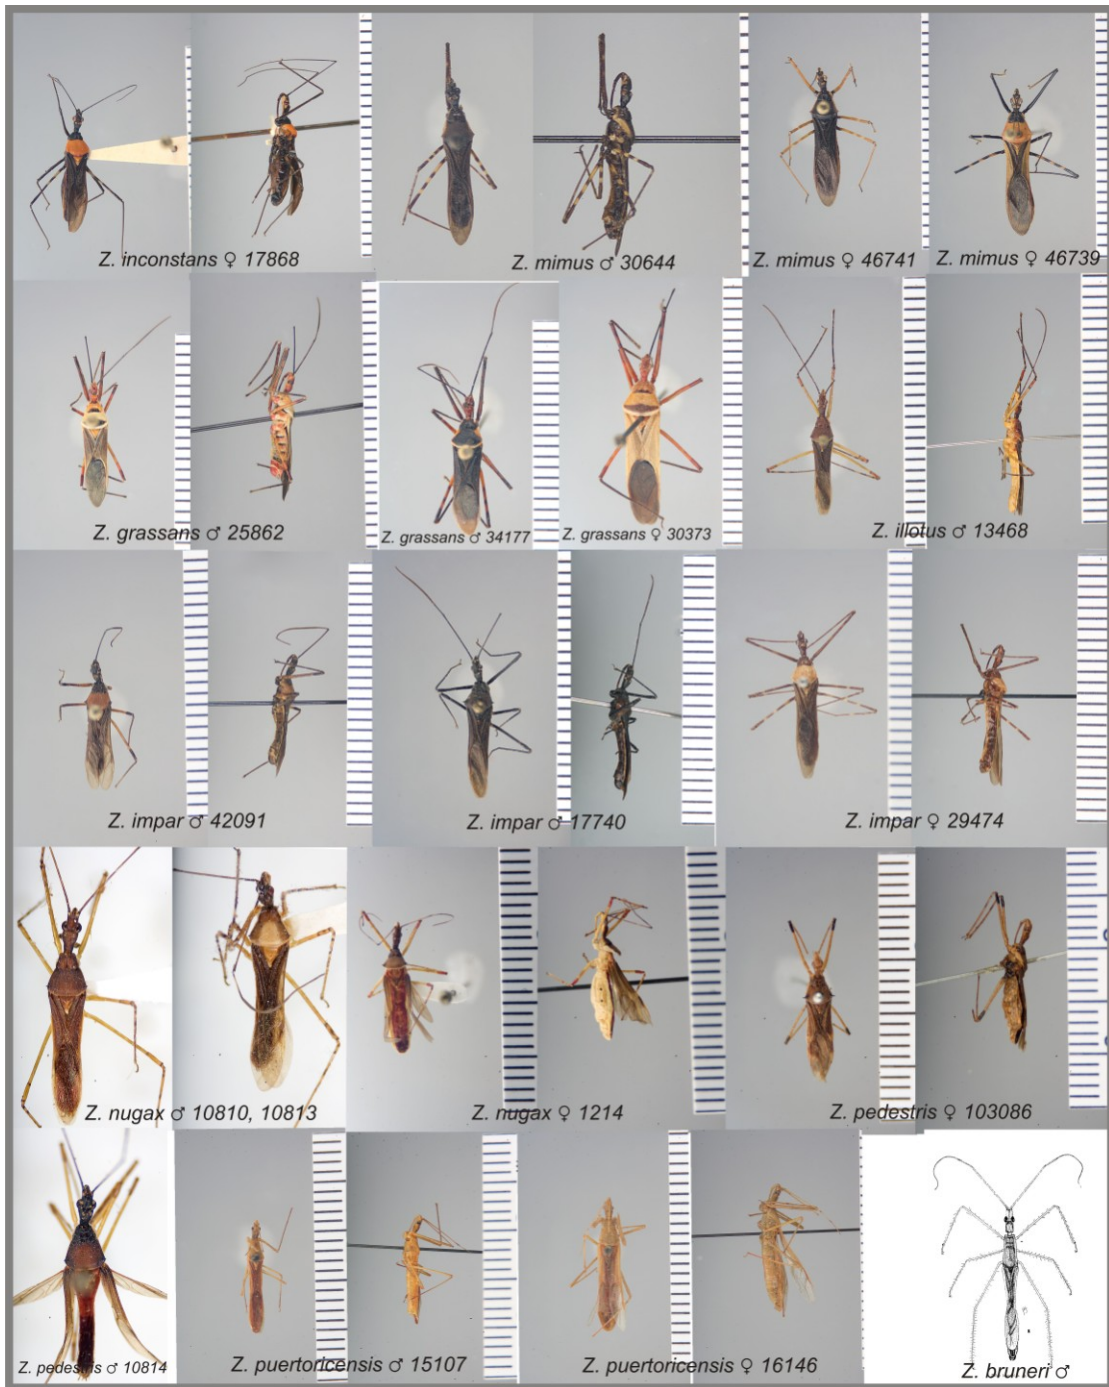 Z. inconstans ♀ 17868
Z. mimus ♂ 30644
Z. mimus ♀ 46741
Z. mimus ♀ 46739
Z. grassans ♂ 25862
Z. grassans ♂ 34177
Z. grassans ♀ 30373
Z. illotus ♂ 13468
Z. impar ♂ 42091
Z. impar ♂ 17740
Z. impar ♀ 29474
Z. nugax ♂ 10810, 10813
Z. nugax ♀ 1214
Z. pedestris ♀ 103086
Z. pedestris ♂ 10814
Z. puertoricensis ♂ 15107
Z. puertoricensis ♀ 16146
Z. bruneri ♂